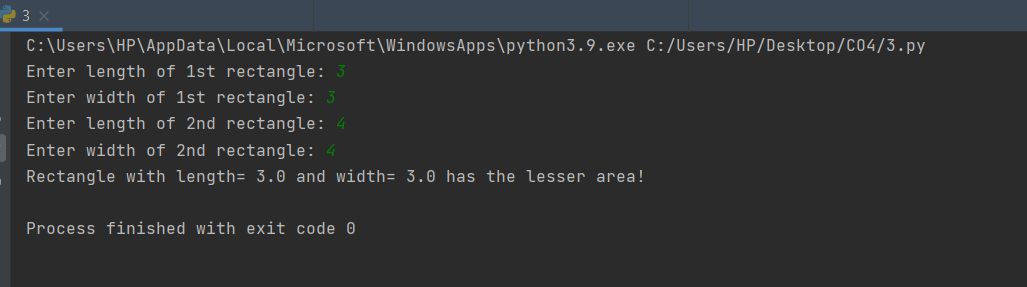 3
C:\Users\HP\AppData\Local\Microsoft\WindowsApps\python3.9.exe C:/Users/HP/Desktop/CO4/3.py
Enter length of 1st rectangle: 3
Enter width of 1st rectangle: 3
Enter length of 2nd rectangle: 4
Enter width of 2nd rectangle: 4
Rectangle with length= 3.0 and width= 3.0 has the lesser area!
Process finished with exit code 0